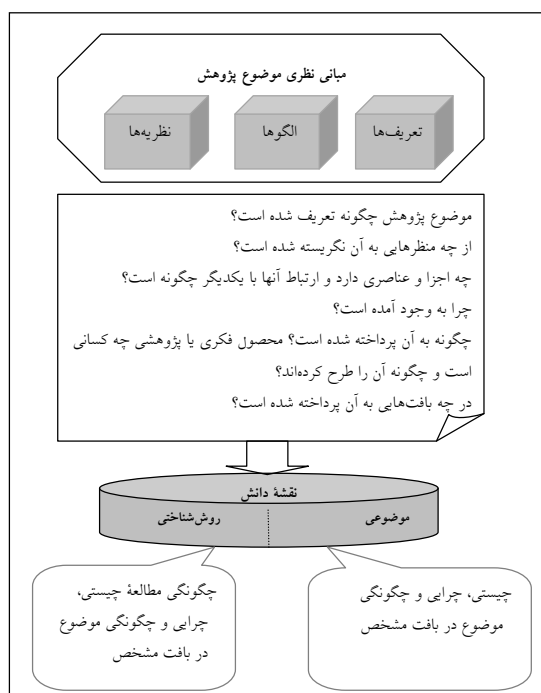 مبانی نظری موضوع پژوهش
تعریف‌ها
الگوها
نظریه‌ها
موضوع پژوهش چگونه تعریف شده است؟
از چه منظرهایی به آن نگریسته شده است؟
چه اجزا و عناصری دارد و ارتباط آنها با یکدیگر چگونه است؟
چرا به وجود آمده است؟
چگونه به آن پرداخته شده است؟ محصول فکری یا پژوهشی چه کسانی
است و چگونه آن را طرح کرده‌اند؟
در چه بافت‌هایی به آن پرداخته شده است؟
نقشهٔ دانش
موضوعی
روش‌شناختی
چیستی، چرایی و چگونگی
موضوع در بافت مشخص
چگونگی مطالعهٔ چیستی،
چرایی و چگونگی موضوع
در بافت مشخص